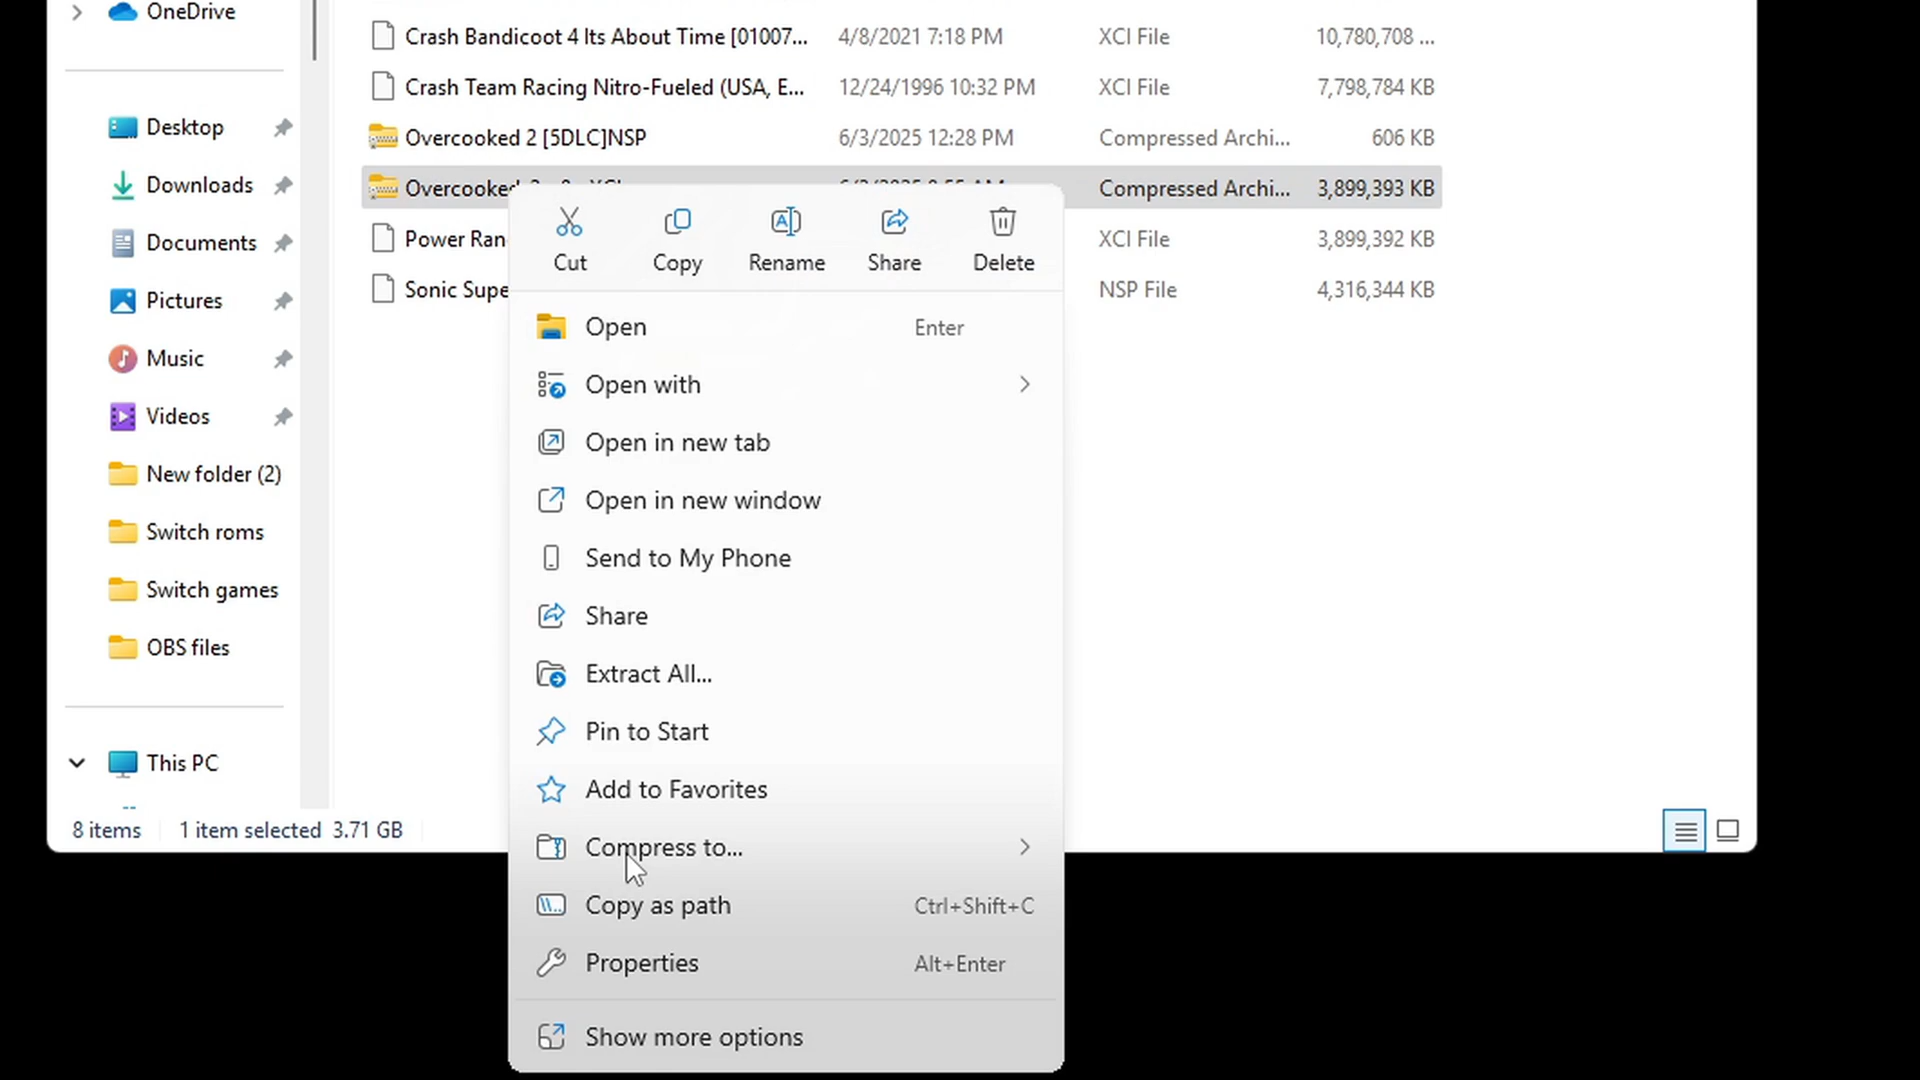 OneDrive
Desktop
Downloads
Documents
Pictures
Music
Videos
New folder (2)
Switch roms
Switch games
OBS files
This PC
Crash Bandicoot 4 Its About Time [01007... 4/8/2021 7:18 PM XCI File 10,780,708 ...
Crash Team Racing Nitro-Fueled (USA, E... 12/24/1996 10:32 PM XCI File 7,798,784 KB
Overcooked 2 [5DLC]NSP 6/3/2025 12:28 PM Compressed Archi... 606 KB
Overcooked Compressed Archi... 3,899,393 KB
Power Ran XCI File 3,899,392 KB
Sonic Supe NSP File 4,316,344 KB
Cut Copy Rename Share Delete
Open Enter
Open with
Open in new tab
Open in new window
Send to My Phone
Share
Extract All...
Pin to Start
Add to Favorites
Compress to...
Copy as path Ctrl+Shift+C
Properties Alt+Enter
Show more options
8 items 1 item selected 3.71 GB